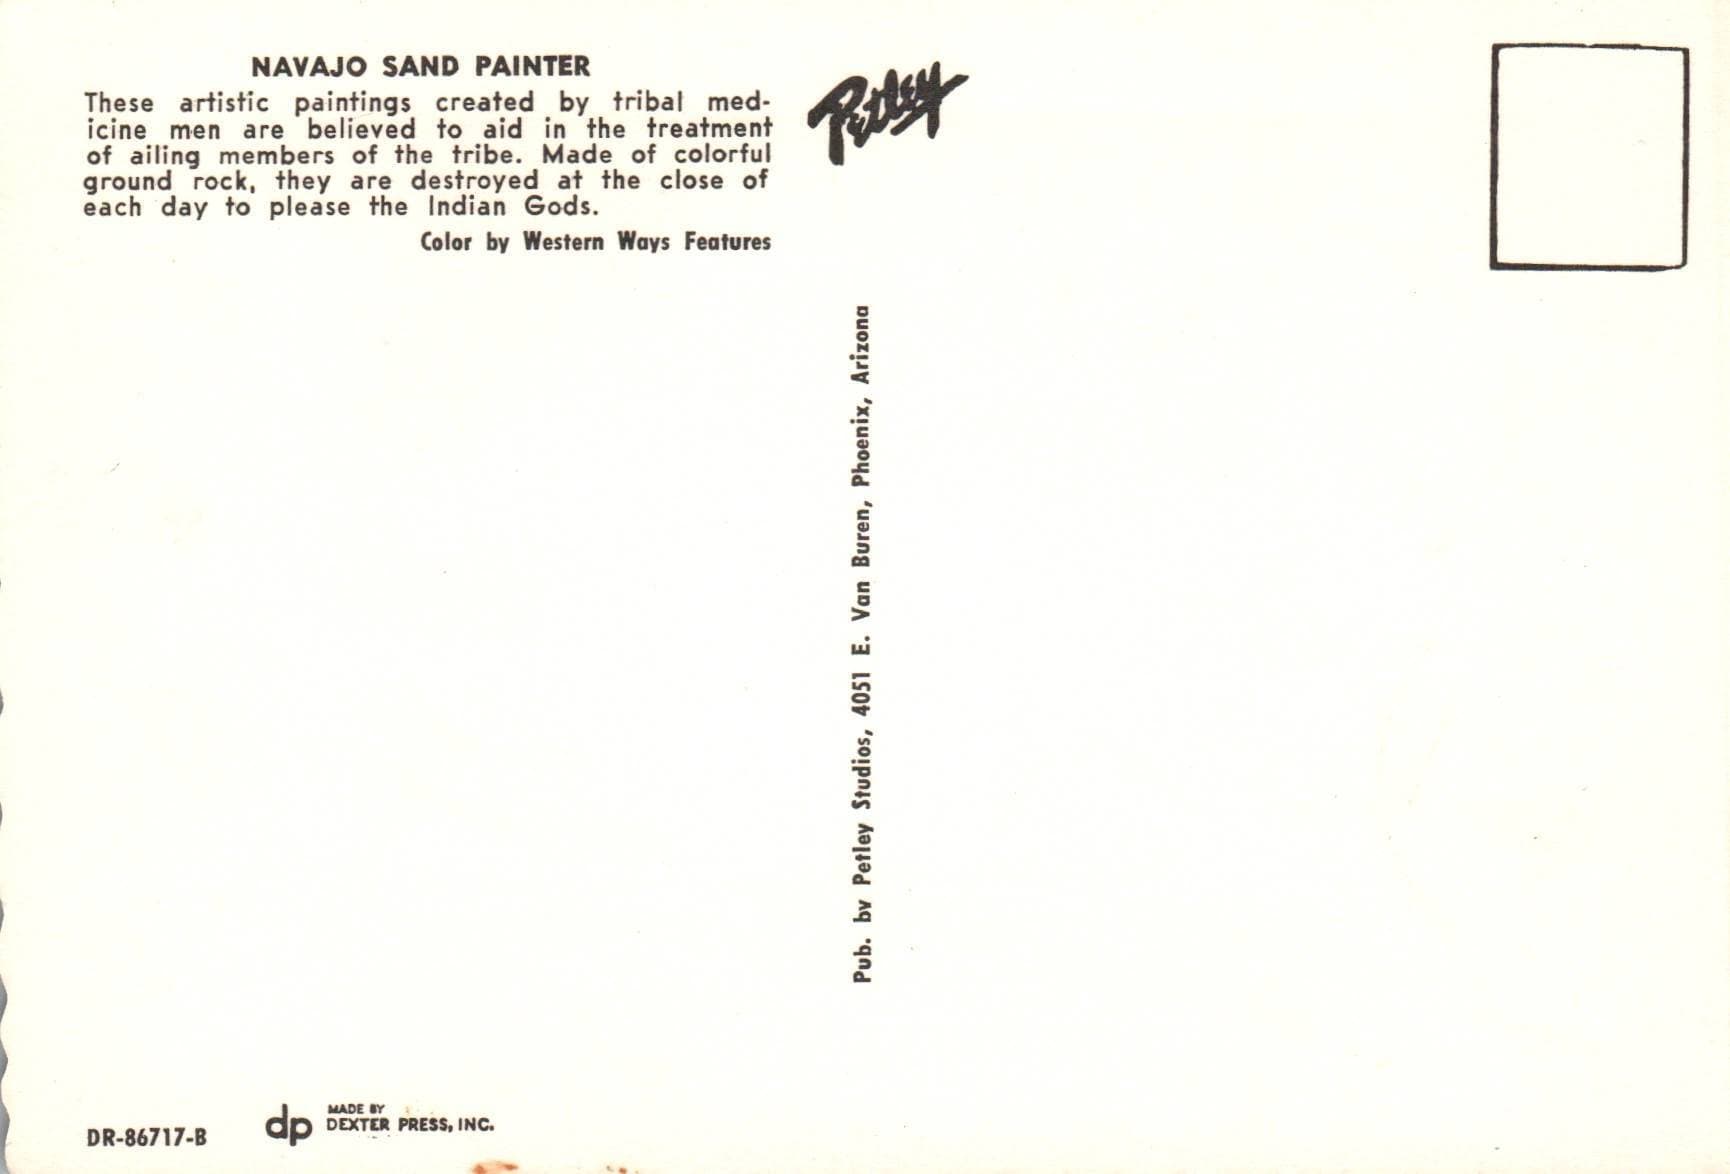 NAVAJO SAND PAINTER
These artistic paintings created by tribal med-
icine men are believed to aid in the treatment
of ailing members of the tribe. Made of colorful
ground rock, they are destroyed at the close of
each day to please the Indian Gods.
Color by Western Ways Features
Petley
Pub. by Petley Studios, 4051 E. Van Buren, Phoenix, Arizona
DR-86717-B
dp
MADE BY
DEXTER PRESS, INC.